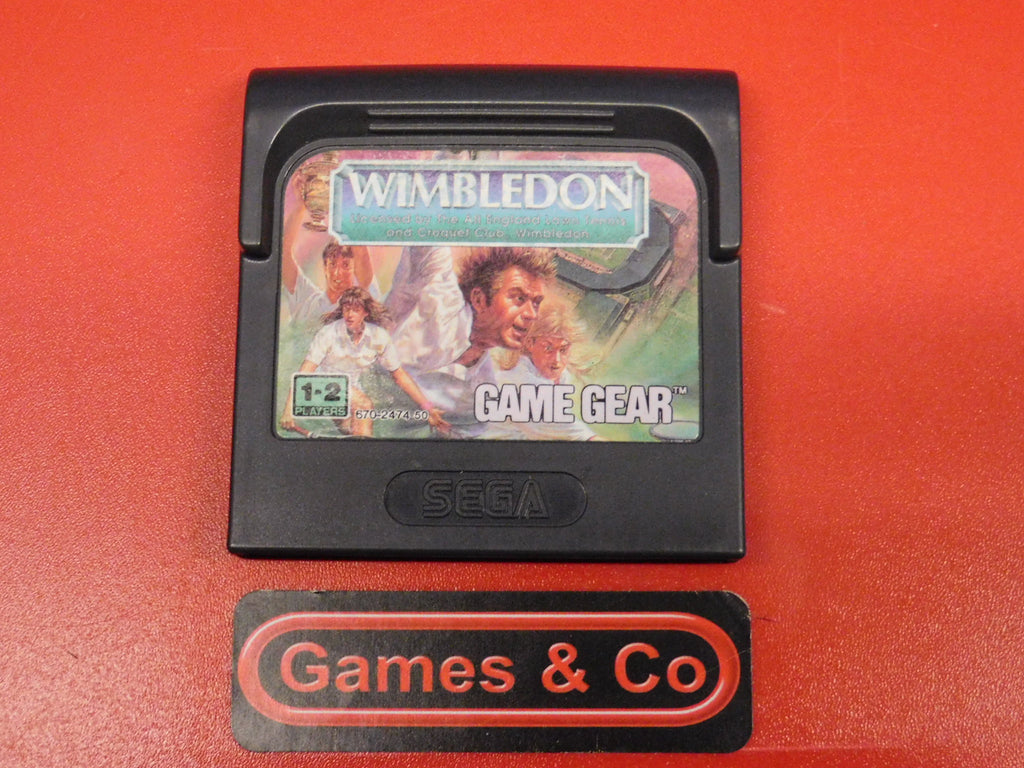 WIMBLEDON
Licensed by the All England Lawn Tennis
and Croquet Club, Wimbledon
1-2
PLAYERS
670-2474.50
GAME GEAR™
SEGA
Games & Co